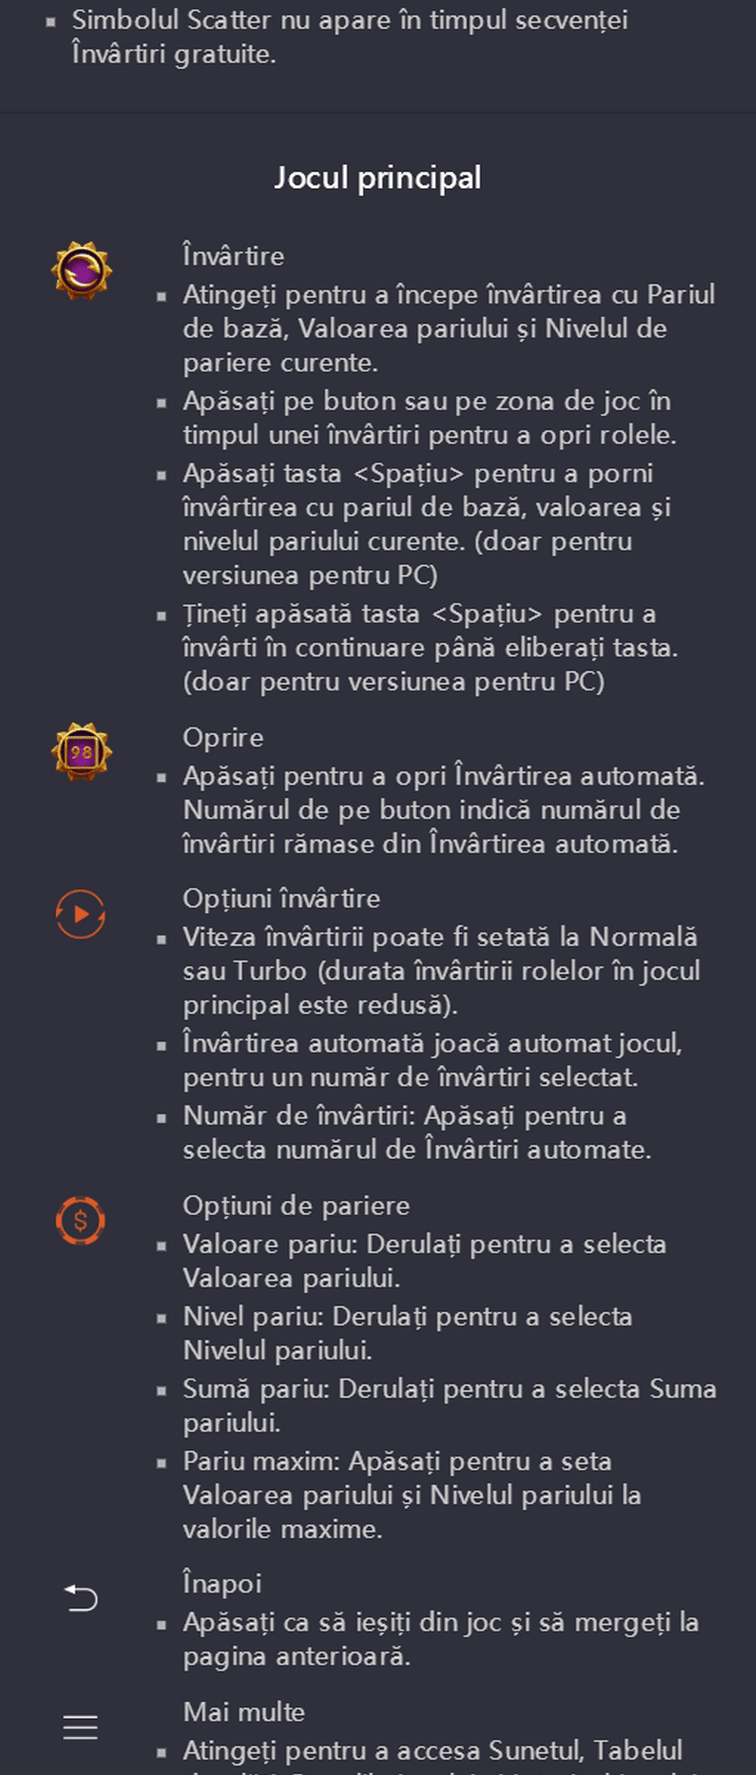 Simbolul Scatter nu apare în timpul secvenței
Învârtiri gratuite.
Jocul principal
Învârtire
Atingeți pentru a începe învârtirea cu Pariul
de bază, Valoarea pariului și Nivelul de
pariere curente.
Apăsați pe buton sau pe zona de joc în
timpul unei învârtiri pentru a opri rolele.
Apăsați tasta <Spațiu> pentru a porni
învârtirea cu pariul de bază, valoarea și
nivelul pariului curente. (doar pentru
versiunea pentru PC)
Țineți apăsată tasta <Spațiu> pentru a
învârti în continuare până eliberați tasta.
(doar pentru versiunea pentru PC)
98
Oprire
Apăsați pentru a opri Învârtirea automată.
Numărul de pe buton indică numărul de
învârtiri rămase din Învârtirea automată.
Opțiuni învârtire
Viteza învârtirii poate fi setată la Normală
sau Turbo (durata învârtirii rolelor în jocul
principal este redusă).
Învârtirea automată joacă automat jocul,
pentru un număr de învârtiri selectat.
Număr de învârtiri: Apăsați pentru a
selecta numărul de Învârtiri automate.
$
Opțiuni de pariere
Valoare pariu: Derulați pentru a selecta
Valoarea pariului.
Nivel pariu: Derulați pentru a selecta
Nivelul pariului.
Sumă pariu: Derulați pentru a selecta Suma
pariului.
Pariu maxim: Apăsați pentru a seta
Valoarea pariului și Nivelul pariului la
valorile maxime.
Înapoi
Apăsați ca să ieșiți din joc și să mergeți la
pagina anterioară.
Mai multe
Atingeți pentru a accesa Sunetul, Tabelul